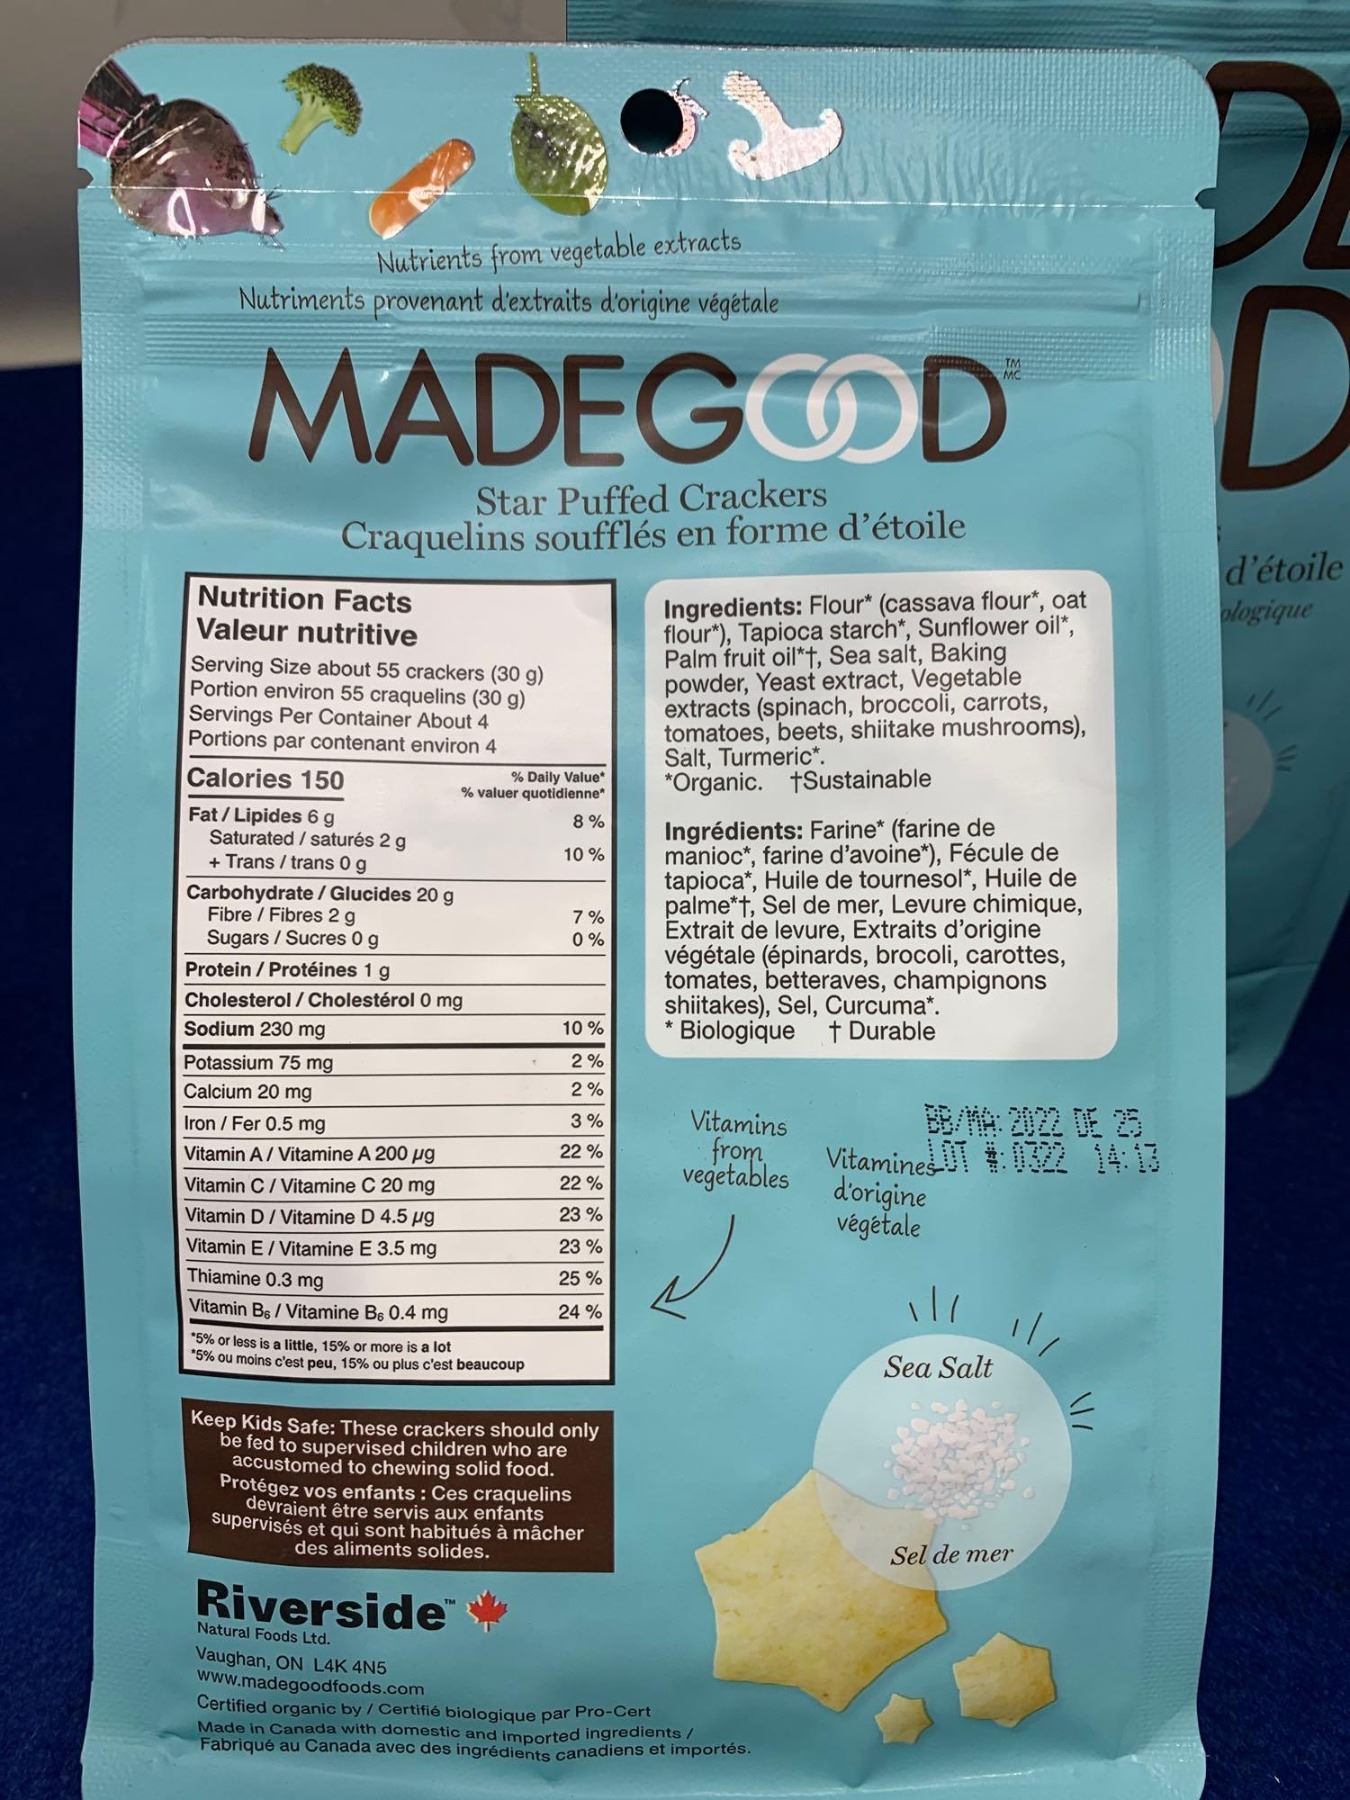 Nutrients from vegetable extracts
Nutriments provenant d'extraits d'origine végétale
MADEGOOD TM MC
Star Puffed Crackers
Craquelins soufflés en forme d'étoile
Nutrition Facts
Valeur nutritive
Serving Size about 55 crackers (30 g)
Portion environ 55 craquelins (30 g)
Servings Per Container About 4
Portions par contenant environ 4
Calories 150
% Daily Value*
% valuer quotidienne*
Fat / Lipides 6 g 8 %
Saturated / saturés 2 g
+ Trans / trans 0 g 10 %
Carbohydrate / Glucides 20 g
Fibre / Fibres 2 g 7 %
Sugars / Sucres 0 g 0 %
Protein / Protéines 1 g
Cholesterol / Cholestérol 0 mg
Sodium 230 mg 10 %
Potassium 75 mg 2 %
Calcium 20 mg 2 %
Iron / Fer 0.5 mg 3 %
Vitamin A / Vitamine A 200 µg 22 %
Vitamin C / Vitamine C 20 mg 22 %
Vitamin D / Vitamine D 4.5 µg 23 %
Vitamin E / Vitamine E 3.5 mg 23 %
Thiamine 0.3 mg 25 %
Vitamin B6 / Vitamine B6 0.4 mg 24 %
*5% or less is a little, 15% or more is a lot
*5% ou moins c'est peu, 15% ou plus c'est beaucoup
Ingredients: Flour* (cassava flour*, oat
flour*), Tapioca starch*, Sunflower oil*,
Palm fruit oil*†, Sea salt, Baking
powder, Yeast extract, Vegetable
extracts (spinach, broccoli, carrots,
tomatoes, beets, shiitake mushrooms),
Salt, Turmeric*.
*Organic. †Sustainable
Ingrédients: Farine* (farine de
manioc*, farine d'avoine*), Fécule de
tapioca*, Huile de tournesol*, Huile de
palme*†, Sel de mer, Levure chimique,
Extrait de levure, Extraits d'origine
végétale (épinards, brocoli, carottes,
tomates, betteraves, champignons
shiitakes), Sel, Curcuma*.
* Biologique † Durable
Vitamins
from
vegetables
Vitamines
d'origine
végétale
BB/MA: 2022 DE 25
LOT #: 0322 14:13
Sea Salt
Sel de mer
Keep Kids Safe: These crackers should only
be fed to supervised children who are
accustomed to chewing solid food.
Protégez vos enfants : Ces craquelins
devraient être servis aux enfants
supervisés et qui sont habitués à mâcher
des aliments solides.
Riverside™
Natural Foods Ltd.
Vaughan, ON L4K 4N5
www.madegoodfoods.com
Certified organic by / Certifié biologique par Pro-Cert
Made in Canada with domestic and imported ingredients /
Fabriqué au Canada avec des ingrédients canadiens et importés.
d'étoile